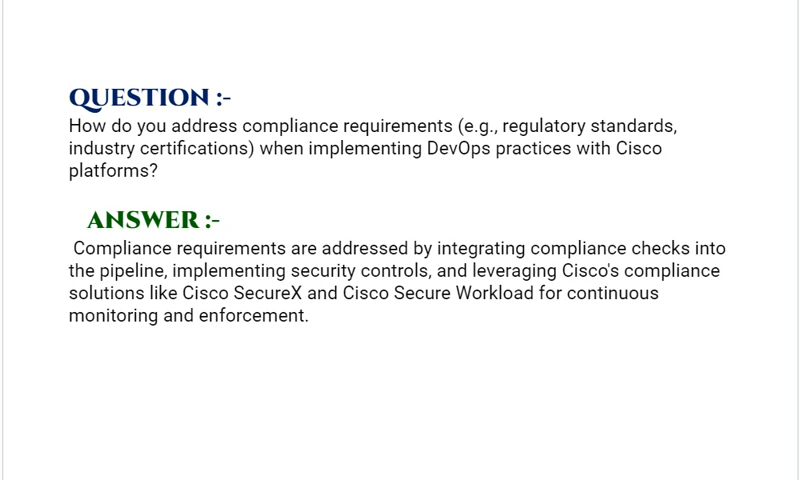 QUESTION :-
How do you address compliance requirements (e.g., regulatory standards,
industry certifications) when implementing DevOps practices with Cisco
platforms?
ANSWER :-
Compliance requirements are addressed by integrating compliance checks into
the pipeline, implementing security controls, and leveraging Cisco's compliance
solutions like Cisco SecureX and Cisco Secure Workload for continuous
monitoring and enforcement.